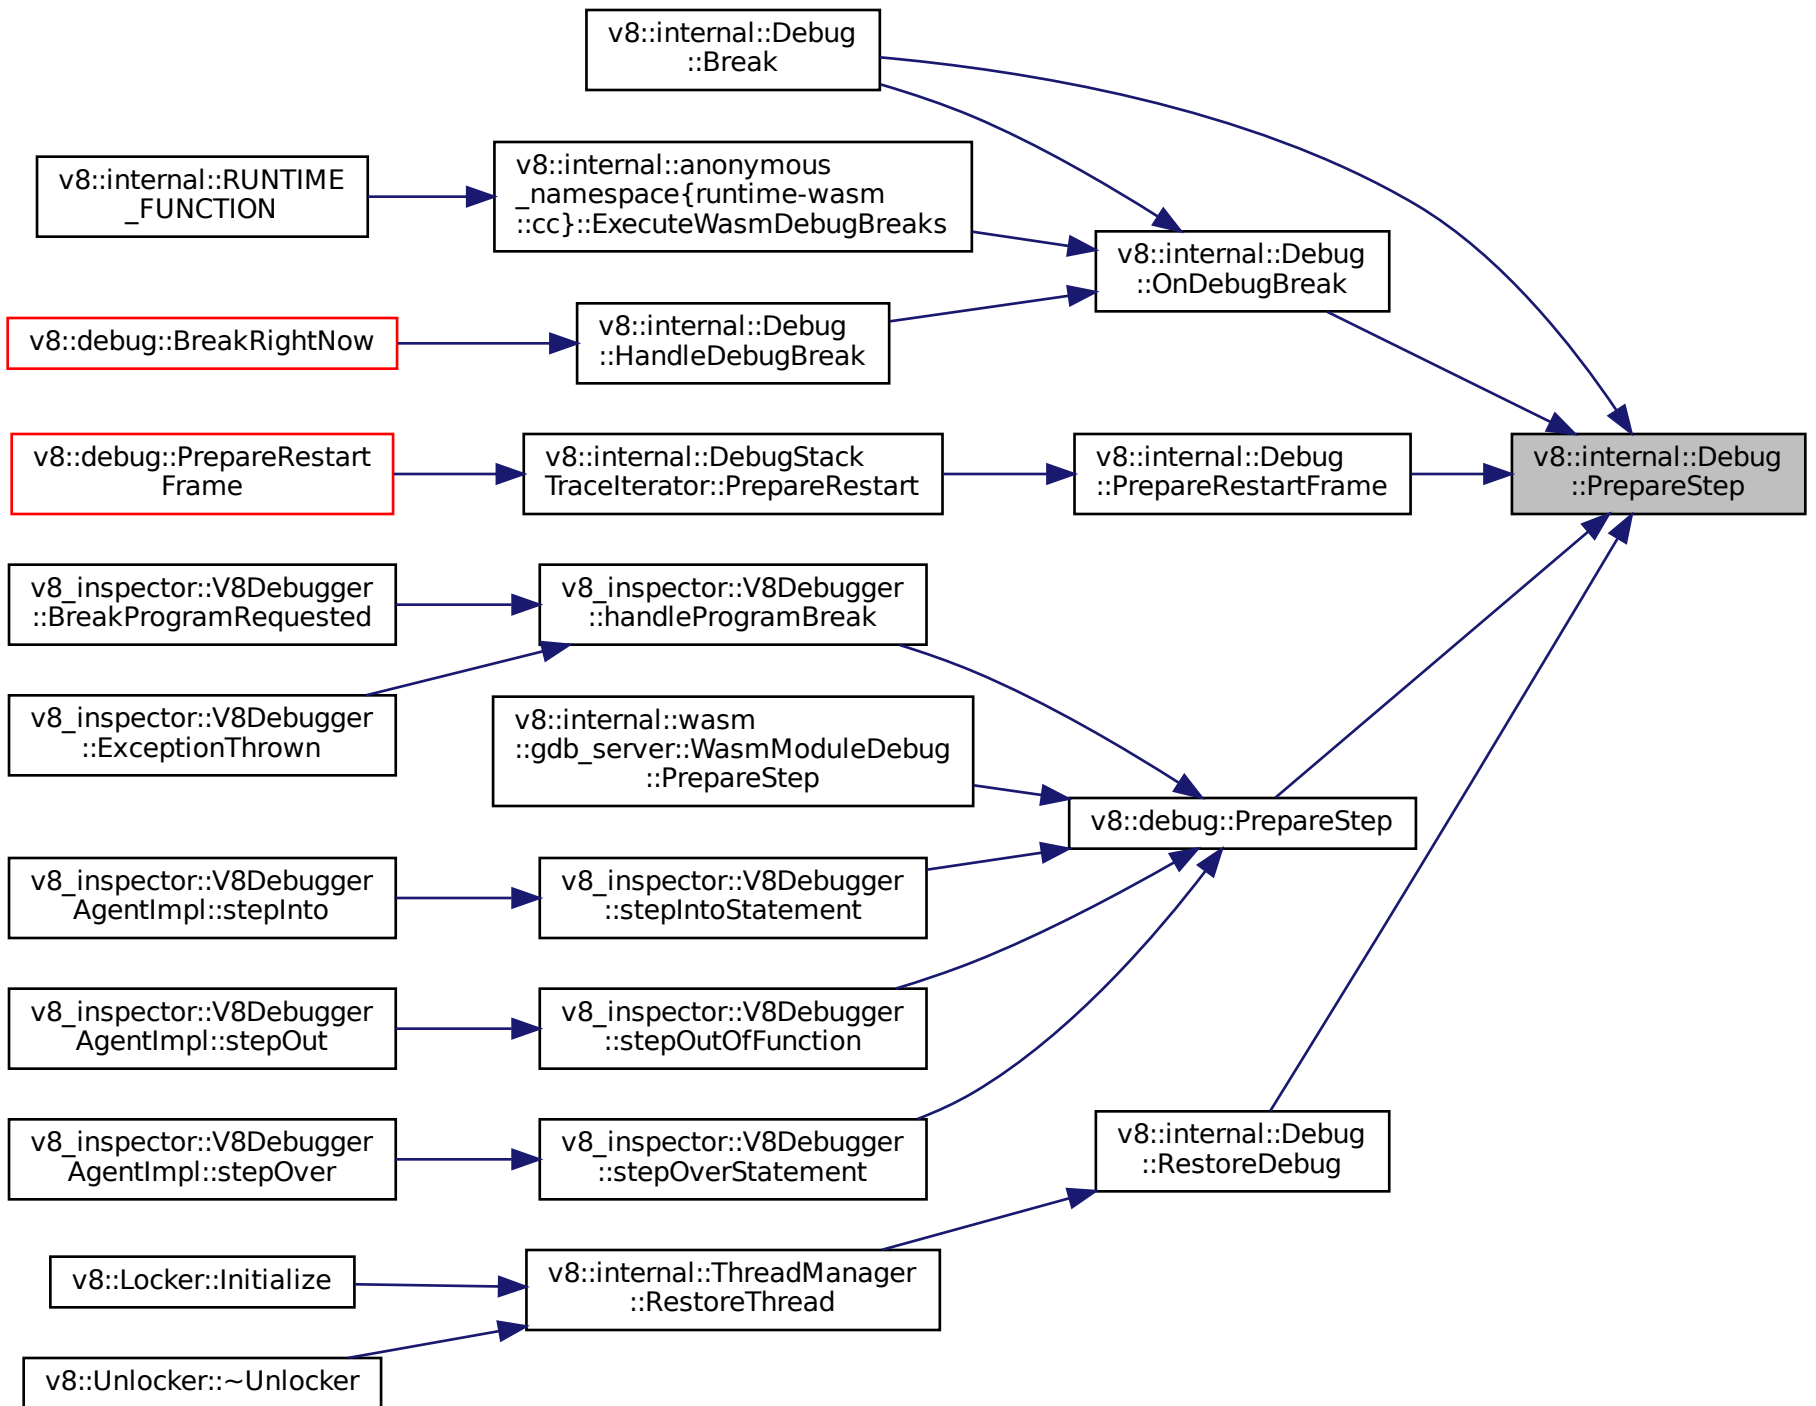 v8::internal::Debug
::Break
v8::internal::RUNTIME
_FUNCTION
v8::internal::anonymous
_namespace{runtime-wasm
::cc}::ExecuteWasmDebugBreaks
v8::internal::Debug
::OnDebugBreak
v8::debug::BreakRightNow
v8::internal::Debug
::HandleDebugBreak
v8::debug::PrepareRestart
Frame
v8::internal::DebugStack
TraceIterator::PrepareRestart
v8::internal::Debug
::PrepareRestartFrame
v8::internal::Debug
::PrepareStep
v8_inspector::V8Debugger
::BreakProgramRequested
v8_inspector::V8Debugger
::handleProgramBreak
v8_inspector::V8Debugger
::ExceptionThrown
v8::internal::wasm
::gdb_server::WasmModuleDebug
::PrepareStep
v8::debug::PrepareStep
v8_inspector::V8Debugger
AgentImpl::stepInto
v8_inspector::V8Debugger
::stepIntoStatement
v8_inspector::V8Debugger
AgentImpl::stepOut
v8_inspector::V8Debugger
::stepOutOfFunction
v8_inspector::V8Debugger
AgentImpl::stepOver
v8_inspector::V8Debugger
::stepOverStatement
v8::internal::Debug
::RestoreDebug
v8::Locker::Initialize
v8::internal::ThreadManager
::RestoreThread
v8::Unlocker::~Unlocker